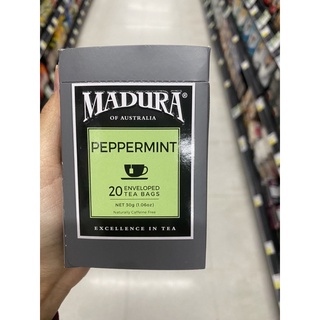 MADURA®
OF AUSTRALIA
PEPPERMINT
20 ENVELOPED
TEA BAGS
NET 30g (1.06oz)
Naturally Caffeine Free
EXCELLENCE IN TEA